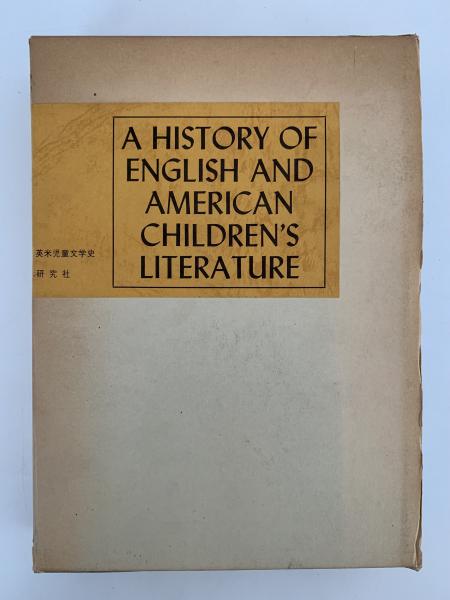 A HISTORY OF
ENGLISH AND
AMERICAN
CHILDREN'S
LITERATURE
英米児童文学史
研究社